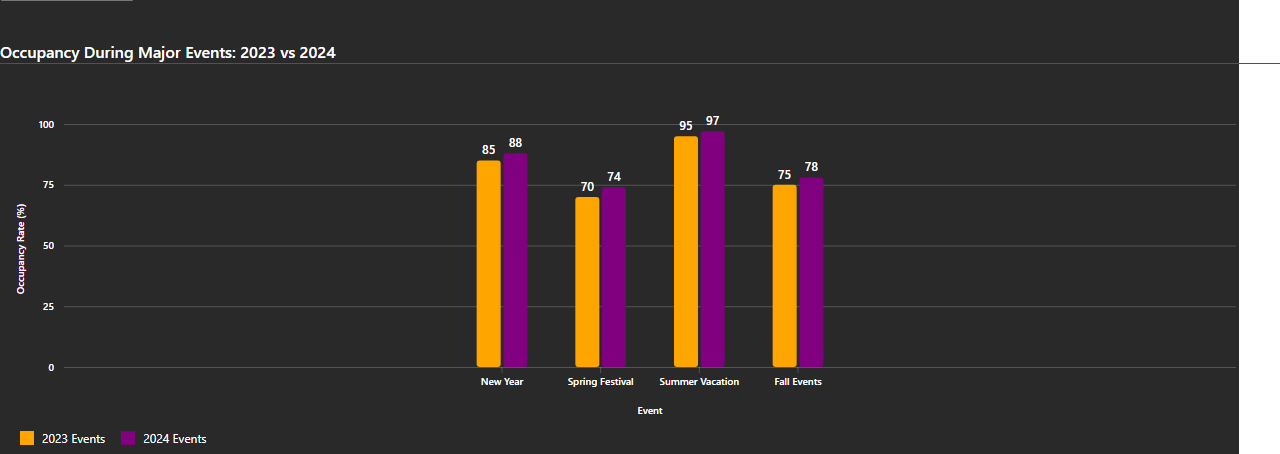 Occupancy During Major Events: 2023 vs 2024
Occupancy Rate (%)
100
75
50
25
0
85
88
70
74
95
97
75
78
New Year
Spring Festival
Summer Vacation
Fall Events
Event
2023 Events
2024 Events